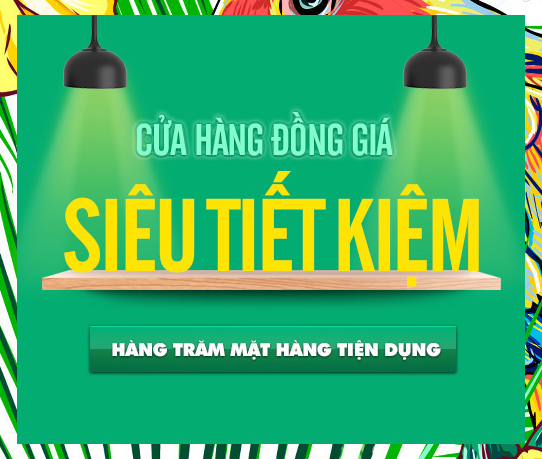 CỬA HÀNG ĐỒNG GIÁ
SIÊU TIẾT KIỆM
HÀNG TRĂM MẶT HÀNG TIỆN DỤNG